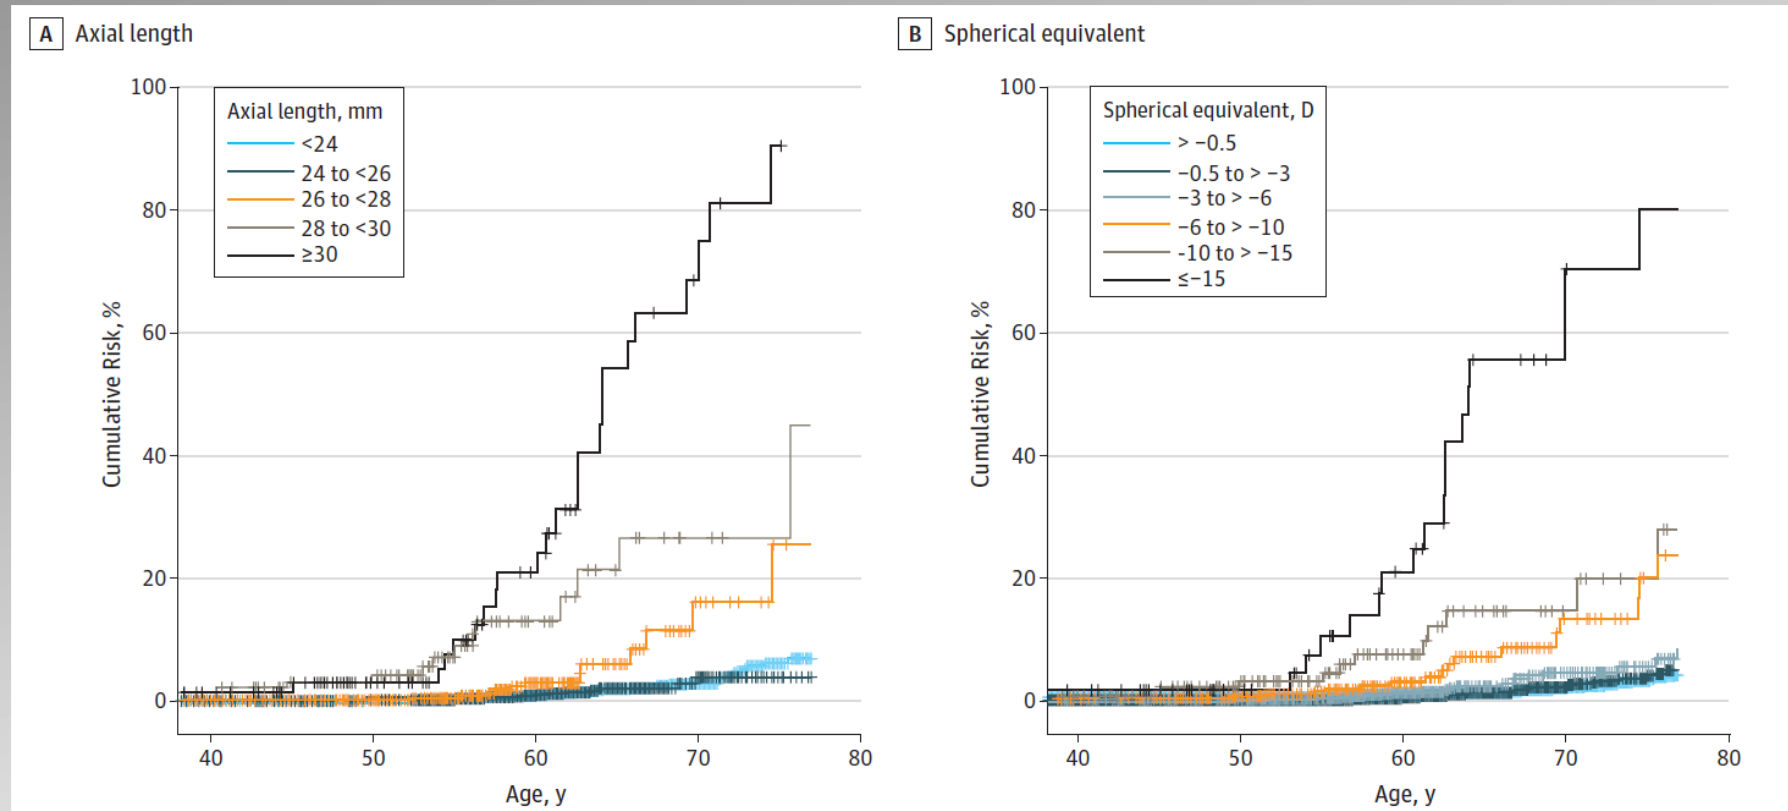 A Axial length
100
80
60
40
20
0
Cumulative Risk, %
Axial length, mm
<24
24 to <26
26 to <28
28 to <30
≥30
40 50 60 70 80
Age, y
B Spherical equivalent
100
80
60
40
20
0
Cumulative Risk, %
Spherical equivalent, D
> −0.5
−0.5 to > −3
−3 to > −6
−6 to > −10
-10 to > −15
≤−15
40 50 60 70 80
Age, y